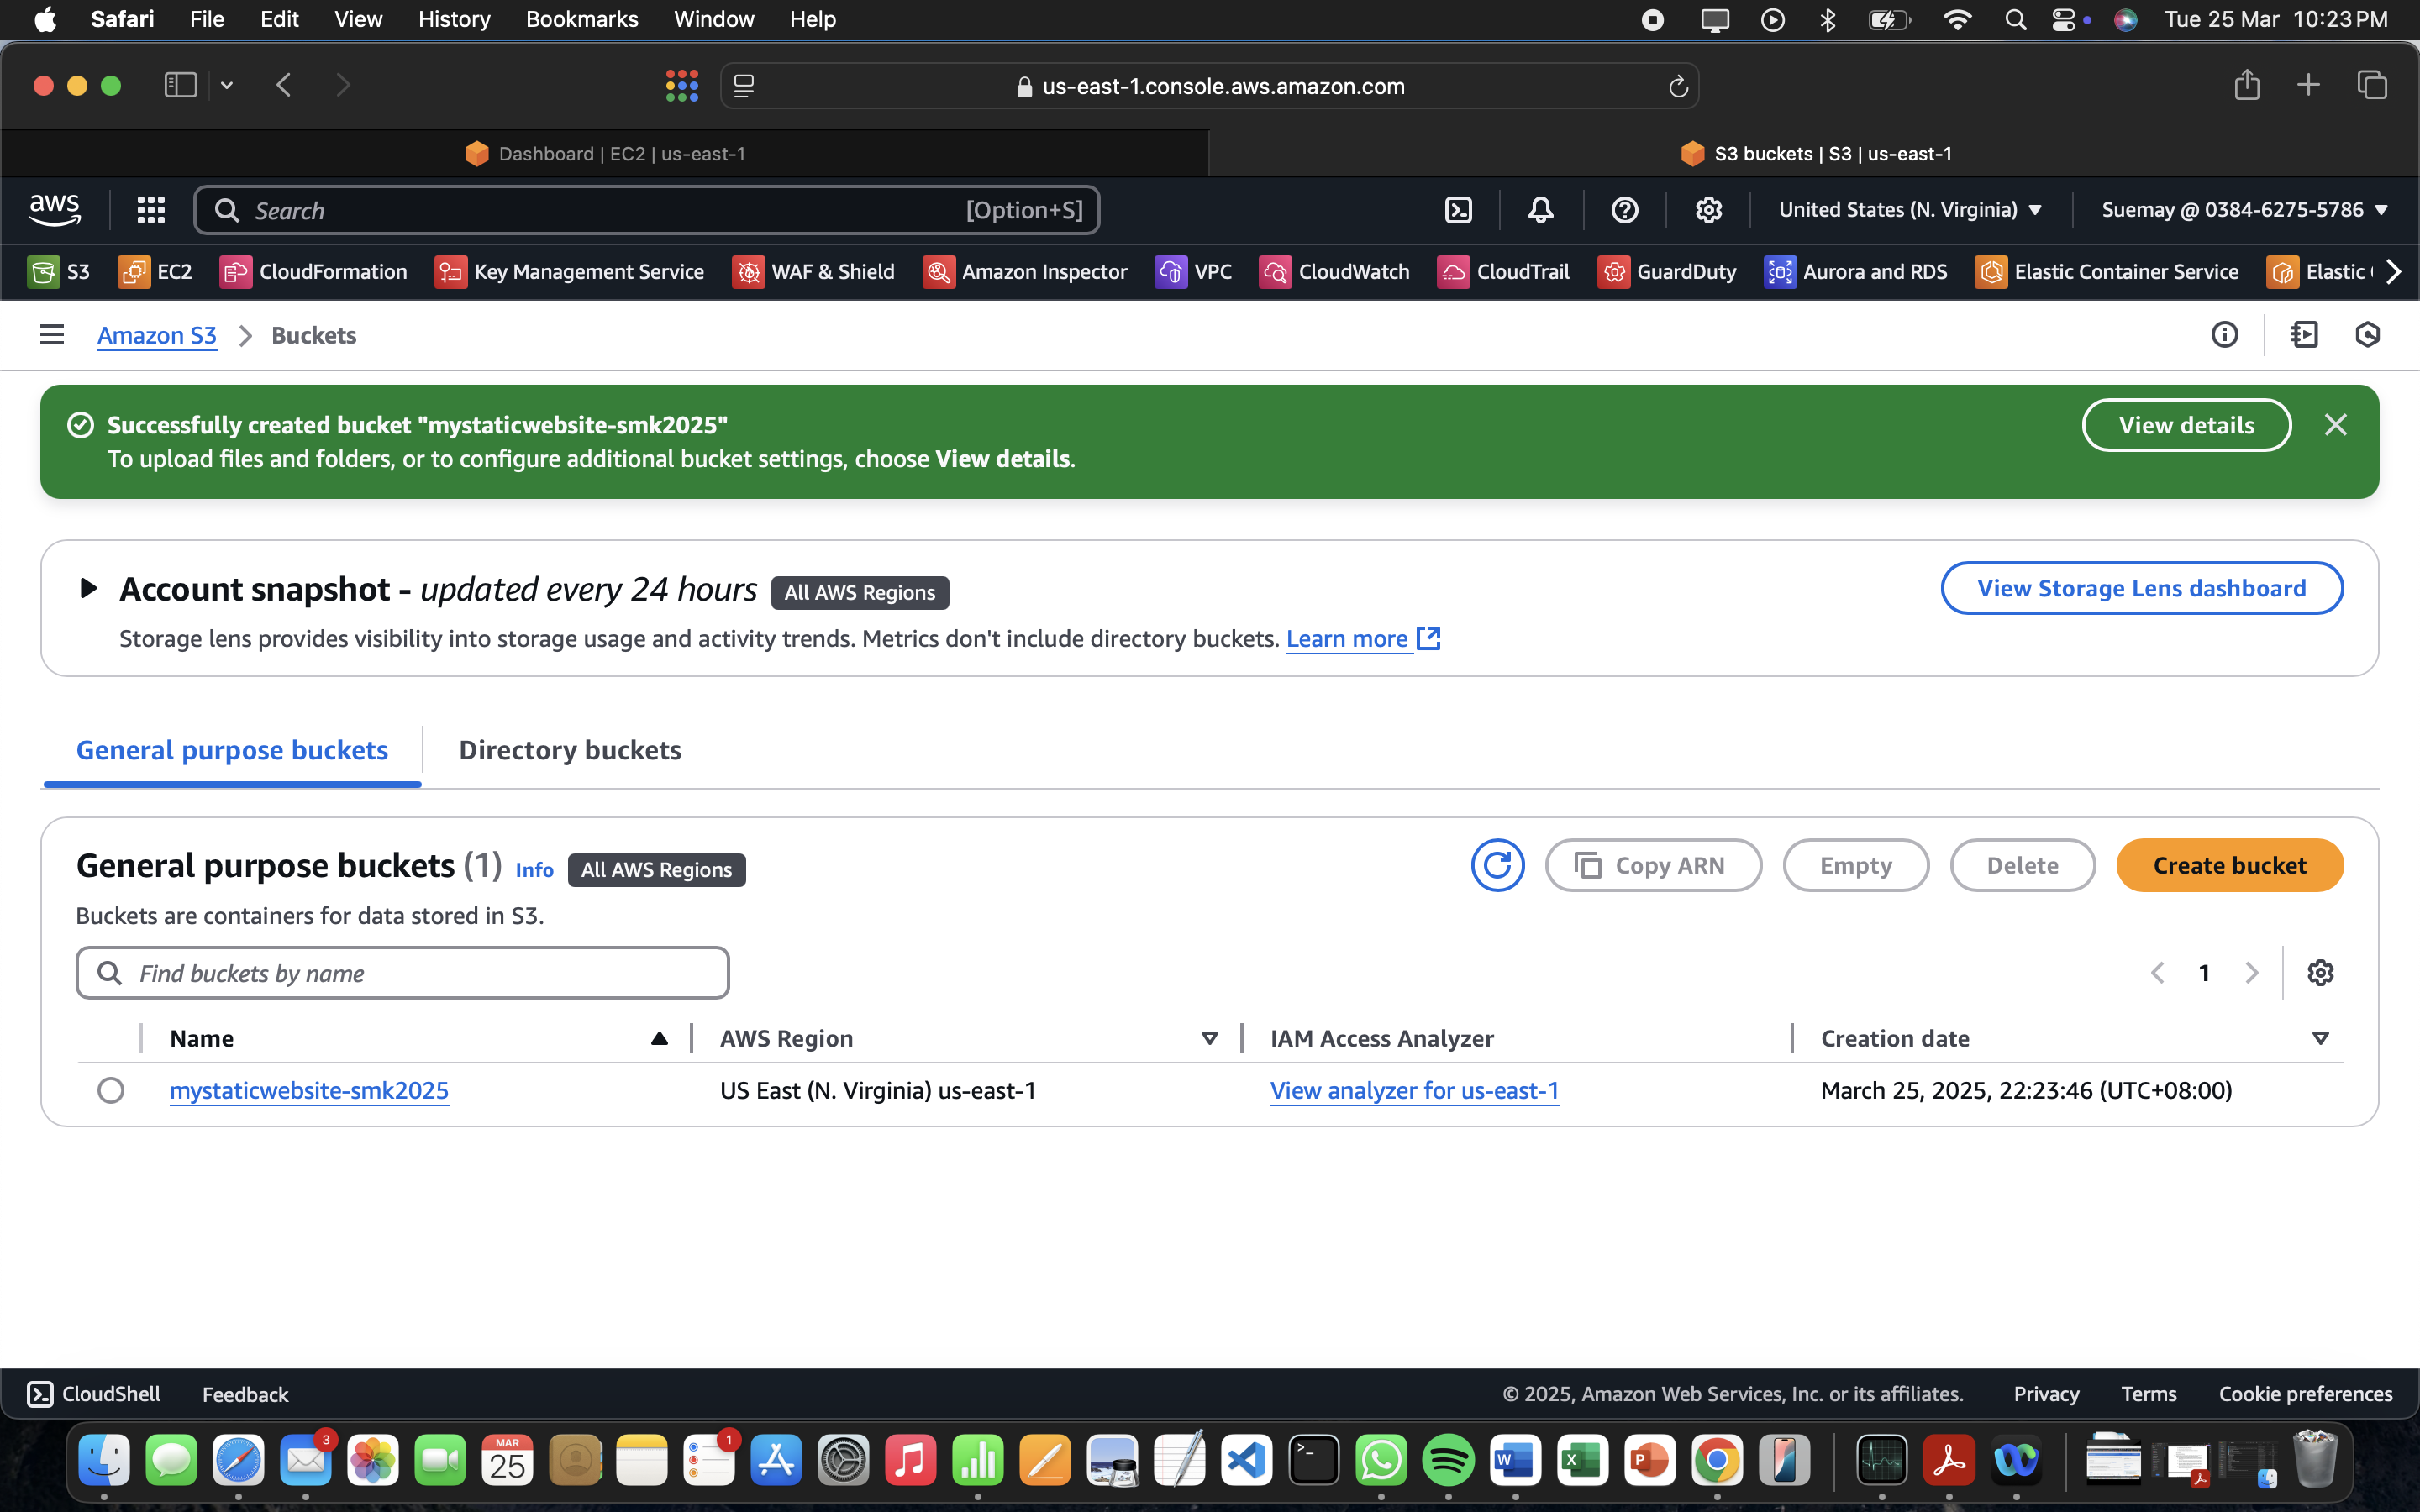 Safari File Edit View History Bookmarks Window Help Tue 25 Mar 10:23 PM
us-east-1.console.aws.amazon.com
Dashboard | EC2 | us-east-1 S3 buckets | S3 | us-east-1
aws Search [Option+S] United States (N. Virginia) ▼ Suemay @ 0384-6275-5786 ▼
S3 EC2 CloudFormation Key Management Service WAF & Shield Amazon Inspector VPC CloudWatch CloudTrail GuardDuty Aurora and RDS Elastic Container Service Elastic
Amazon S3 > Buckets
Successfully created bucket "mystaticwebsite-smk2025" View details
To upload files and folders, or to configure additional bucket settings, choose View details.
Account snapshot - updated every 24 hours All AWS Regions View Storage Lens dashboard
Storage lens provides visibility into storage usage and activity trends. Metrics don't include directory buckets. Learn more
General purpose buckets Directory buckets
General purpose buckets (1) Info All AWS Regions Copy ARN Empty Delete Create bucket
Buckets are containers for data stored in S3.
Find buckets by name 1
Name AWS Region IAM Access Analyzer Creation date
mystaticwebsite-smk2025 US East (N. Virginia) us-east-1 View analyzer for us-east-1 March 25, 2025, 22:23:46 (UTC+08:00)
CloudShell Feedback © 2025, Amazon Web Services, Inc. or its affiliates. Privacy Terms Cookie preferences
3 MAR 25 1 W X P